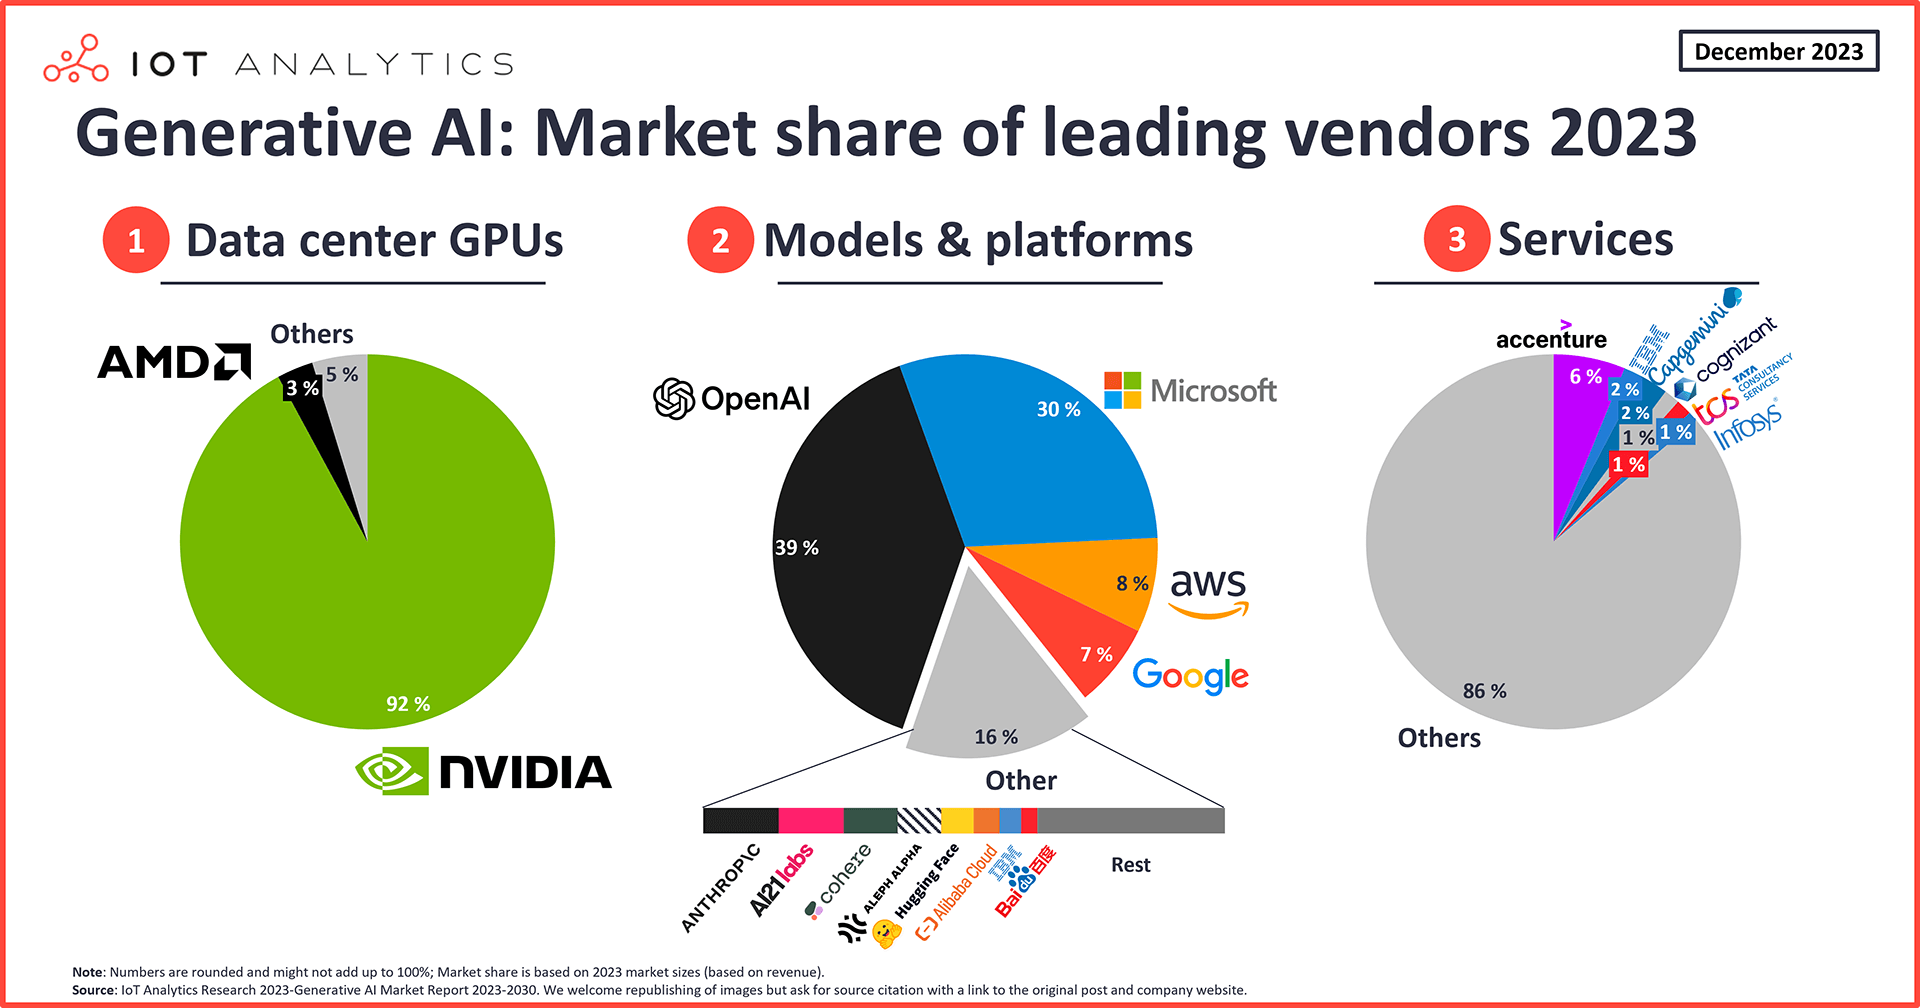 IOT ANALYTICS
December 2023
Generative AI: Market share of leading vendors 2023
1 Data center GPUs
2 Models & platforms
3 Services
AMD
Others
3 %
5 %
92 %
NVIDIA
OpenAI
Microsoft
30 %
39 %
8 %
aws
7 %
Google
16 %
Other
ANTHROP\C
AI21labs
cohere
ALEPH ALPHA
Hugging Face
Alibaba Cloud
IBM
Bai du 百度
Rest
>
accenture
IBM
Capgemini
cognizant
tcs TATA
CONSULTANCY
SERVICES
Infosys®
6 %
2 %
2 %
1 %
1 %
1 %
86 %
Others
Note: Numbers are rounded and might not add up to 100%; Market share is based on 2023 market sizes (based on revenue).
Source: IoT Analytics Research 2023-Generative AI Market Report 2023-2030. We welcome republishing of images but ask for source citation with a link to the original post and company website.